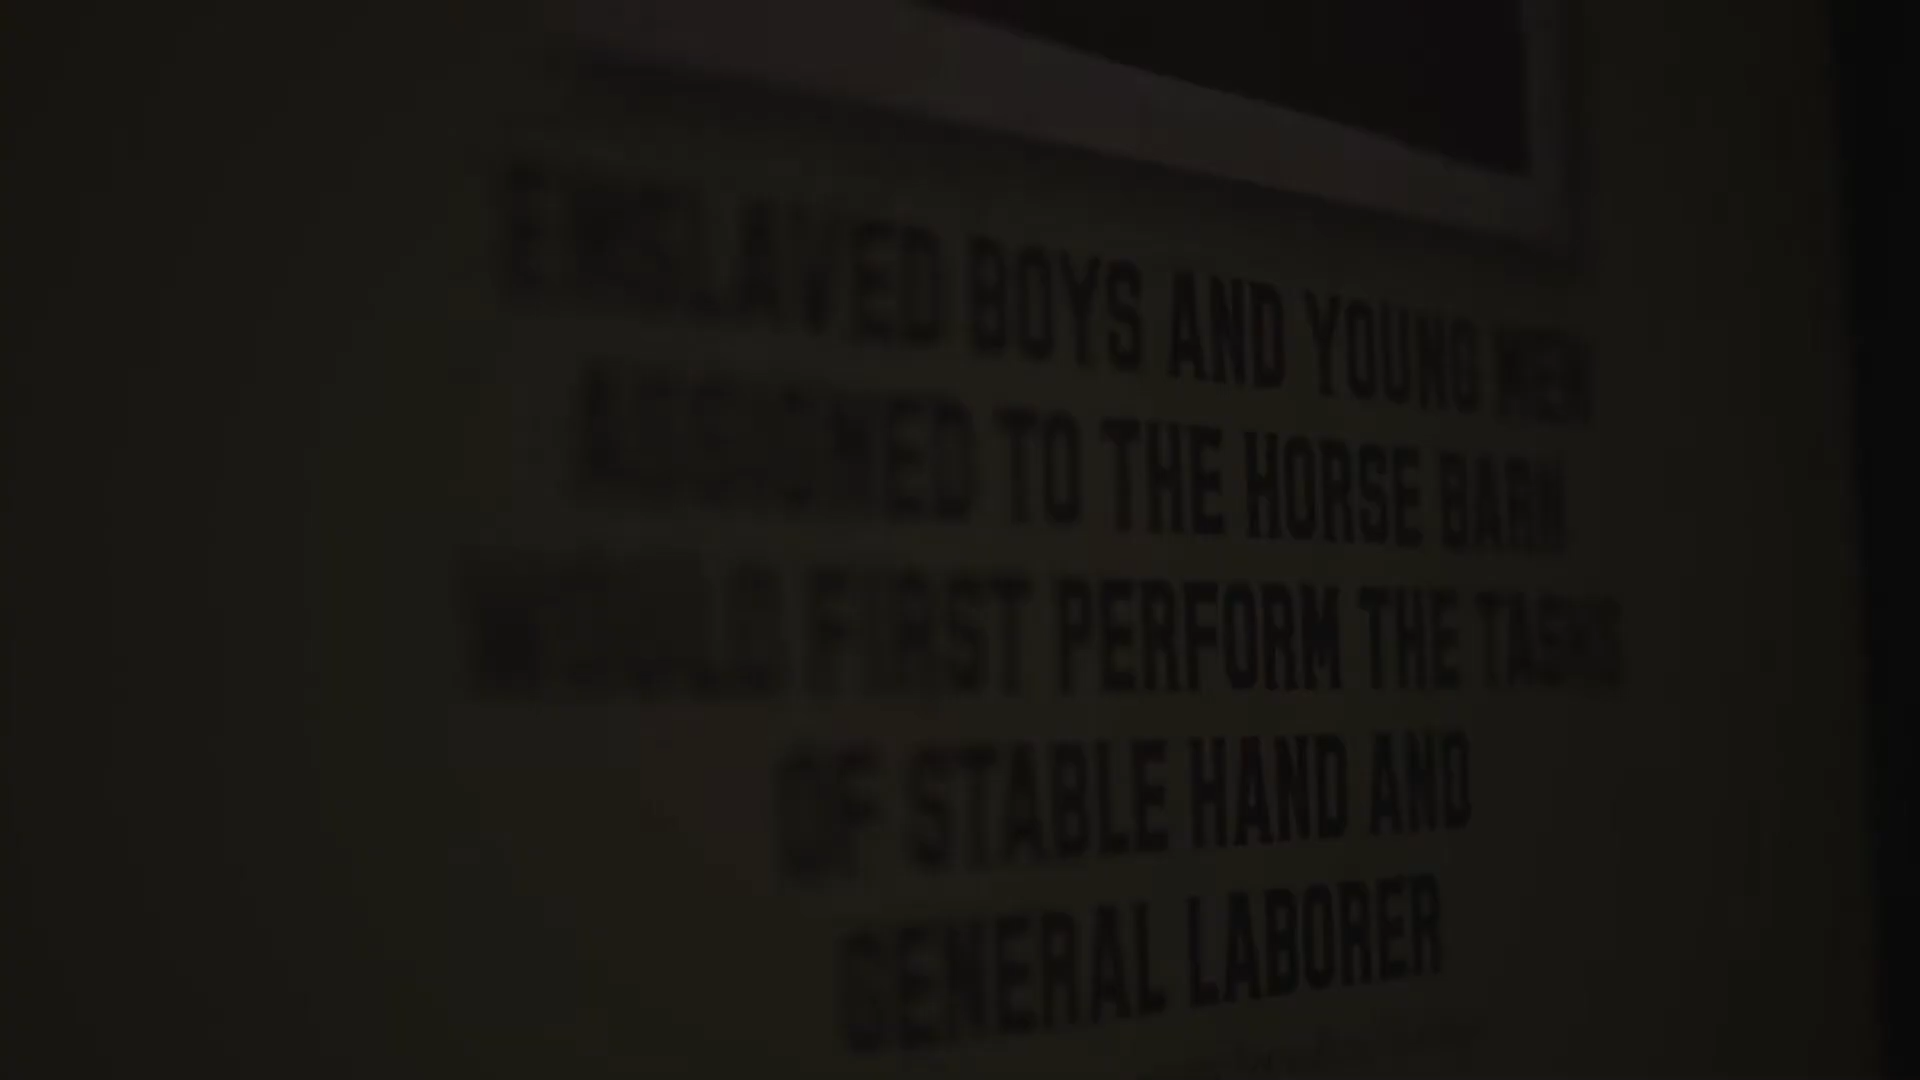 ENSLAVED BOYS AND YOUNG MEN
ASSIGNED TO THE HORSE BARN
WOULD FIRST PERFORM THE TASKS
OF STABLE HAND AND
GENERAL LABORER